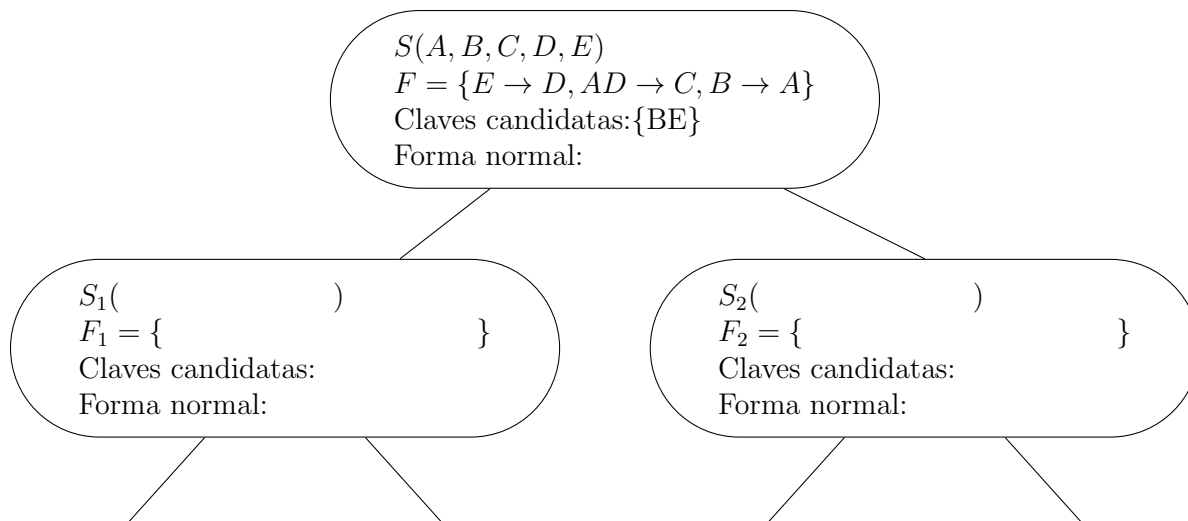 S(A, B, C, D, E)
F = {E → D, AD → C, B → A}
Claves candidatas:{BE}
Forma normal:
S₁( )
F₁ = { }
Claves candidatas:
Forma normal:
S₂( )
F₂ = { }
Claves candidatas:
Forma normal: